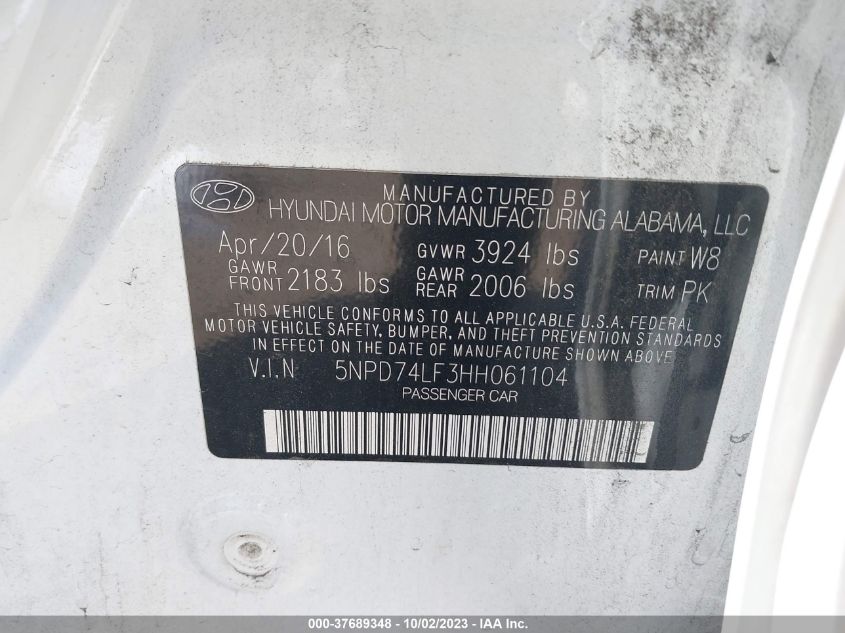 MANUFACTURED BY
HYUNDAI MOTOR MANUFACTURING ALABAMA, LLC
Apr/20/16 GVWR 3924 lbs PAINT W8
GAWR FRONT 2183 lbs GAWR REAR 2006 lbs TRIM PK
THIS VEHICLE CONFORMS TO ALL APPLICABLE U.S.A. FEDERAL
MOTOR VEHICLE SAFETY, BUMPER, AND THEFT PREVENTION STANDARDS
IN EFFECT ON THE DATE OF MANUFACTURE SHOWN ABOVE.
V.I.N 5NPD74LF3HH061104
PASSENGER CAR
000-37689348 - 10/02/2023 - IAA Inc.